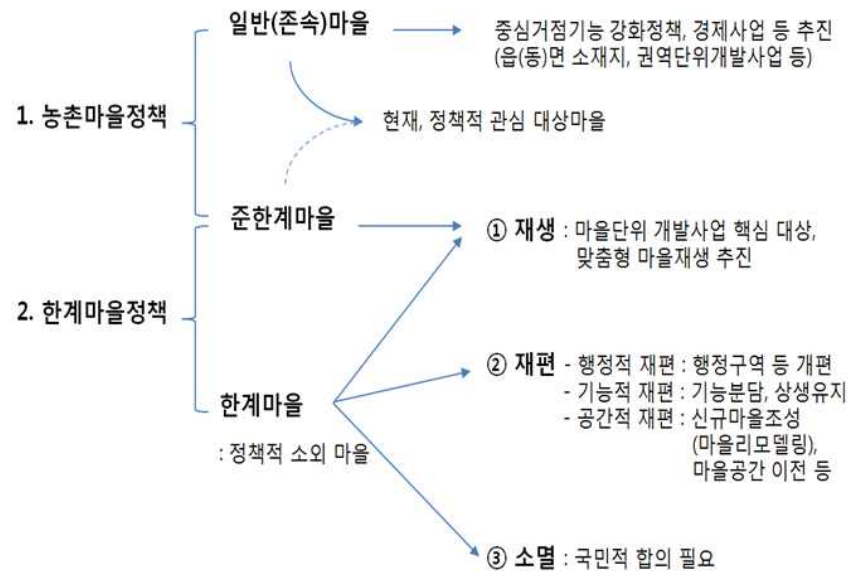 일반(존속)마을
중심거점기능 강화정책, 경제사업 등 추진
(읍(동)면 소재지, 권역단위개발사업 등)
1. 농촌마을정책
현재, 정책적 관심 대상마을
준한계마을
① 재생 : 마을단위 개발사업 핵심 대상,
맞춤형 마을재생 추진
2. 한계마을정책
② 재편 - 행정적 재편 : 행정구역 등 개편
- 기능적 재편 : 기능분담, 상생유지
- 공간적 재편 : 신규마을조성
(마을리모델링),
마을공간 이전 등
한계마을
: 정책적 소외 마을
③ 소멸 : 국민적 합의 필요